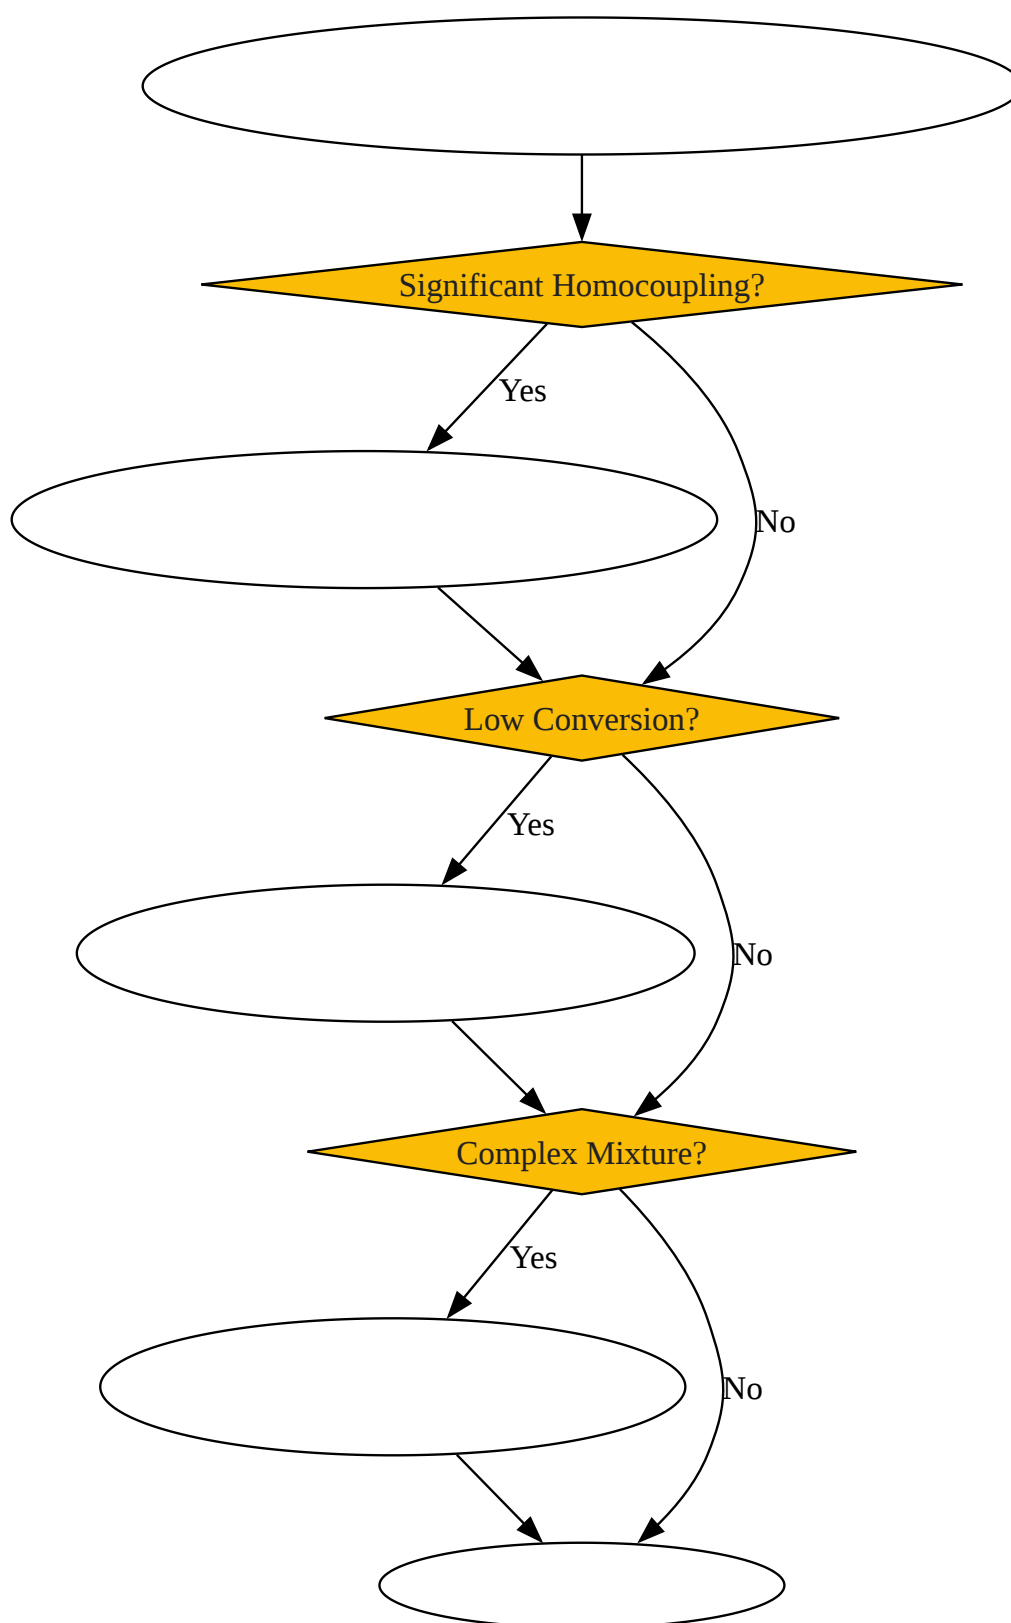 Significant Homocoupling?
Yes
No
Low Conversion?
Yes
No
Complex Mixture?
Yes
No